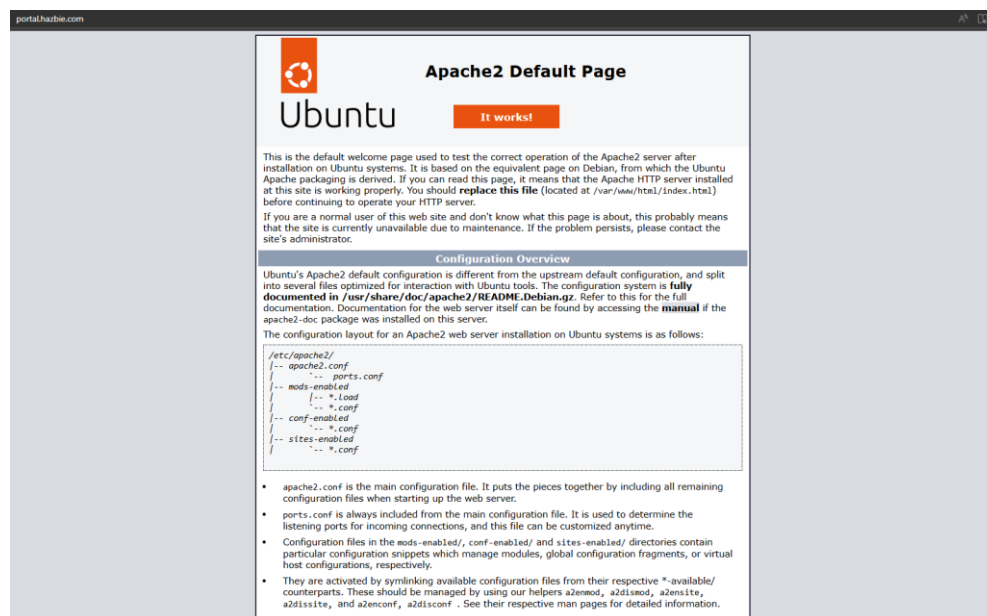 portal.hazbie.com
Apache2 Default Page
Ubuntu
It works!
This is the default welcome page used to test the correct operation of the Apache2 server after
installation on Ubuntu systems. It is based on the equivalent page on Debian, from which the Ubuntu
Apache packaging is derived. If you can read this page, it means that the Apache HTTP server installed
at this site is working properly. You should replace this file (located at /var/www/html/index.html)
before continuing to operate your HTTP server.
If you are a normal user of this web site and don't know what this page is about, this probably means
that the site is currently unavailable due to maintenance. If the problem persists, please contact the
site's administrator.
Configuration Overview
Ubuntu's Apache2 default configuration is different from the upstream default configuration, and split
into several files optimized for interaction with Ubuntu tools. The configuration system is fully
documented in /usr/share/doc/apache2/README.Debian.gz. Refer to this for the full
documentation. Documentation for the web server itself can be found by accessing the manual if the
apache2-doc package was installed on this server.
The configuration layout for an Apache2 web server installation on Ubuntu systems is as follows:
/etc/apache2/
|-- apache2.conf
|       `--  ports.conf
|-- mods-enabled
|       |-- *.load
|       `-- *.conf
|-- conf-enabled
|       `-- *.conf
|-- sites-enabled
|       `-- *.conf
• apache2.conf is the main configuration file. It puts the pieces together by including all remaining
configuration files when starting up the web server.
• ports.conf is always included from the main configuration file. It is used to determine the
listening ports for incoming connections, and this file can be customized anytime.
• Configuration files in the mods-enabled/, conf-enabled/ and sites-enabled/ directories contain
particular configuration snippets which manage modules, global configuration fragments, or virtual
host configurations, respectively.
• They are activated by symlinking available configuration files from their respective *-available/
counterparts. These should be managed by using our helpers a2enmod, a2dismod, a2ensite,
a2dissite, and a2enconf, a2disconf . See their respective man pages for detailed information.